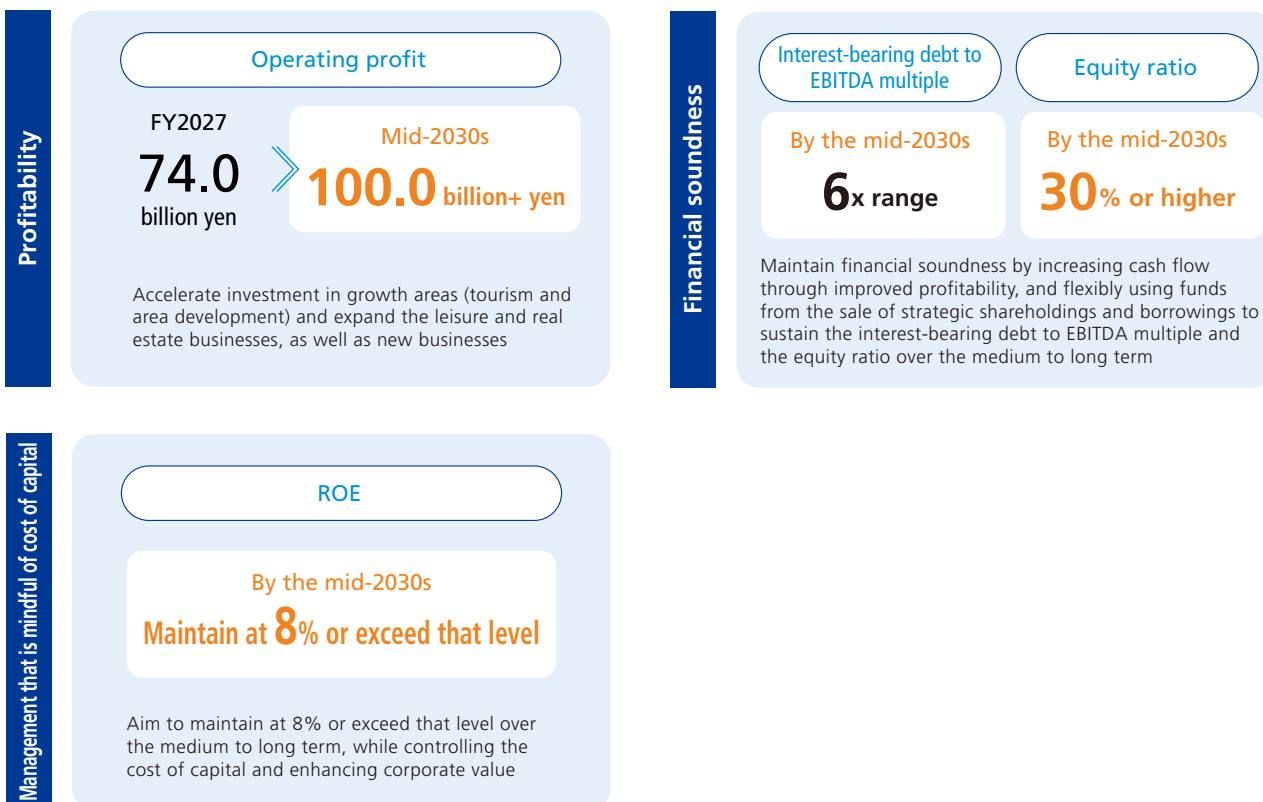 Profitability
Operating profit
FY2027
74.0
billion yen
Mid-2030s
100.0 billion+ yen
Accelerate investment in growth areas (tourism and
area development) and expand the leisure and real
estate businesses, as well as new businesses
Financial soundness
Interest-bearing debt to
EBITDA multiple
Equity ratio
By the mid-2030s
6x range
By the mid-2030s
30% or higher
Maintain financial soundness by increasing cash flow
through improved profitability, and flexibly using funds
from the sale of strategic shareholdings and borrowings to
sustain the interest-bearing debt to EBITDA multiple and
the equity ratio over the medium to long term
Management that is mindful of cost of capital
ROE
By the mid-2030s
Maintain at 8% or exceed that level
Aim to maintain at 8% or exceed that level over
the medium to long term, while controlling the
cost of capital and enhancing corporate value